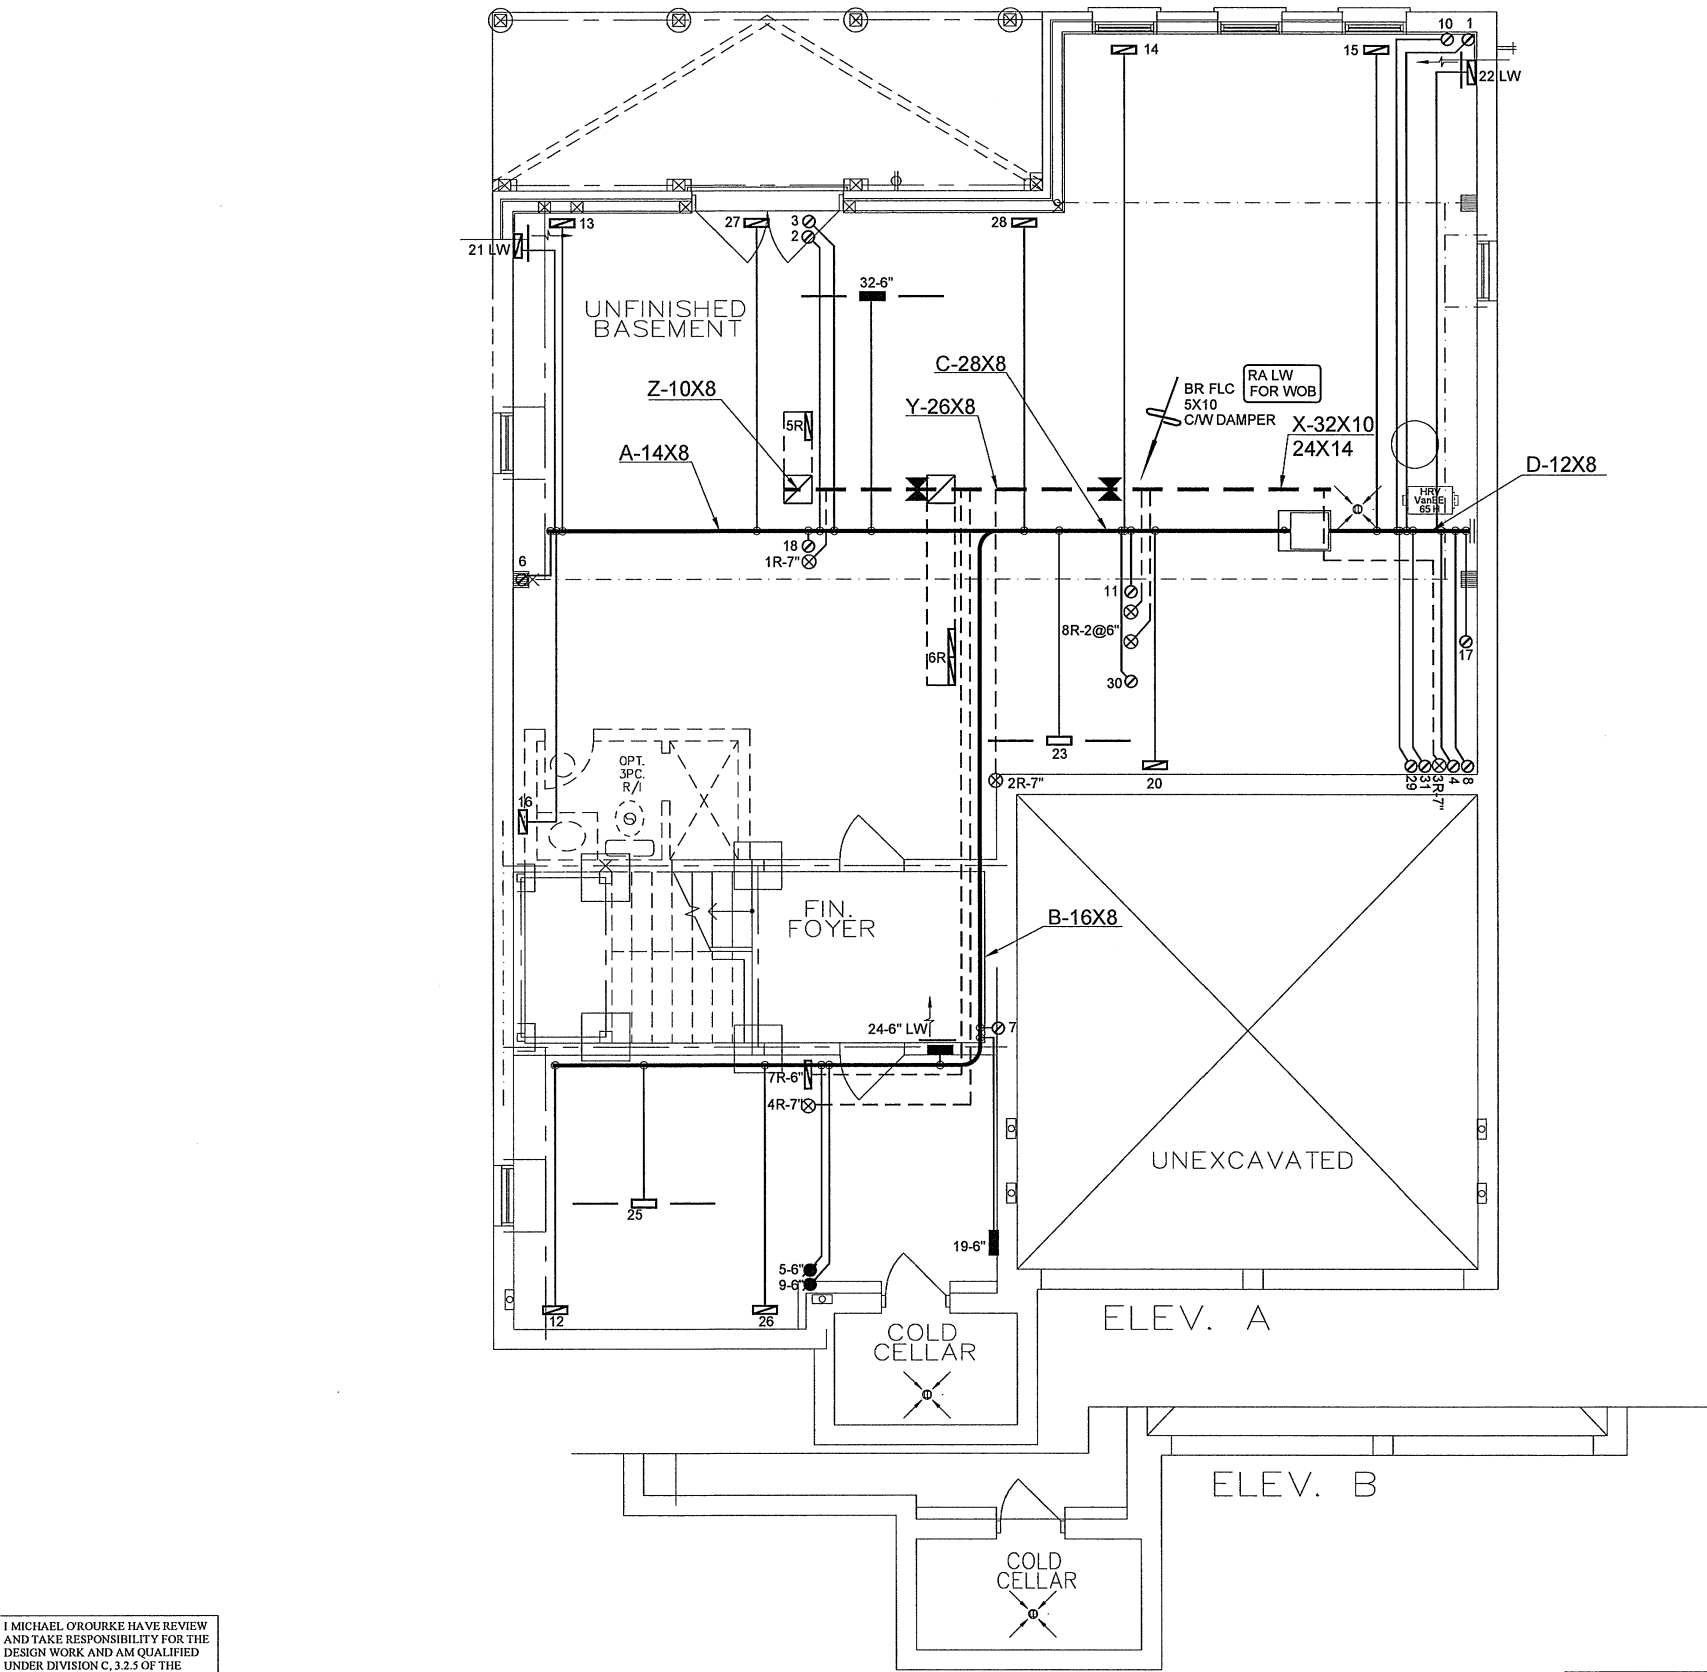 10 1
14
15
22 LW
13
27
3
2
28
21 LW
32-6"
UNFINISHED
BASEMENT
C-28X8
BR FLC
5X10
C/W DAMPER
RA LW
FOR WOB
Z-10X8
Y-26X8
X-32X10
24X14
5R
A-14X8
D-12X8
HRV
VanEE
65 H
18
1R-7"
6
11
8R-2@6"
6R
30
17
23
20
2R-7"
29
31
3R-7"
4
8
OPT.
3PC.
R/I
16
FIN.
FOYER
B-16X8
24-6" LW
7
7R-6"
4R-7"
UNEXCAVATED
25
19-6"
5-6"
9-6"
12
26
ELEV. A
COLD
CELLAR
ELEV. B
COLD
CELLAR
I MICHAEL O'ROURKE HAVE REVIEW
AND TAKE RESPONSIBILITY FOR THE
DESIGN WORK AND AM QUALIFIED
UNDER DIVISION C, 3.2.5 OF THE